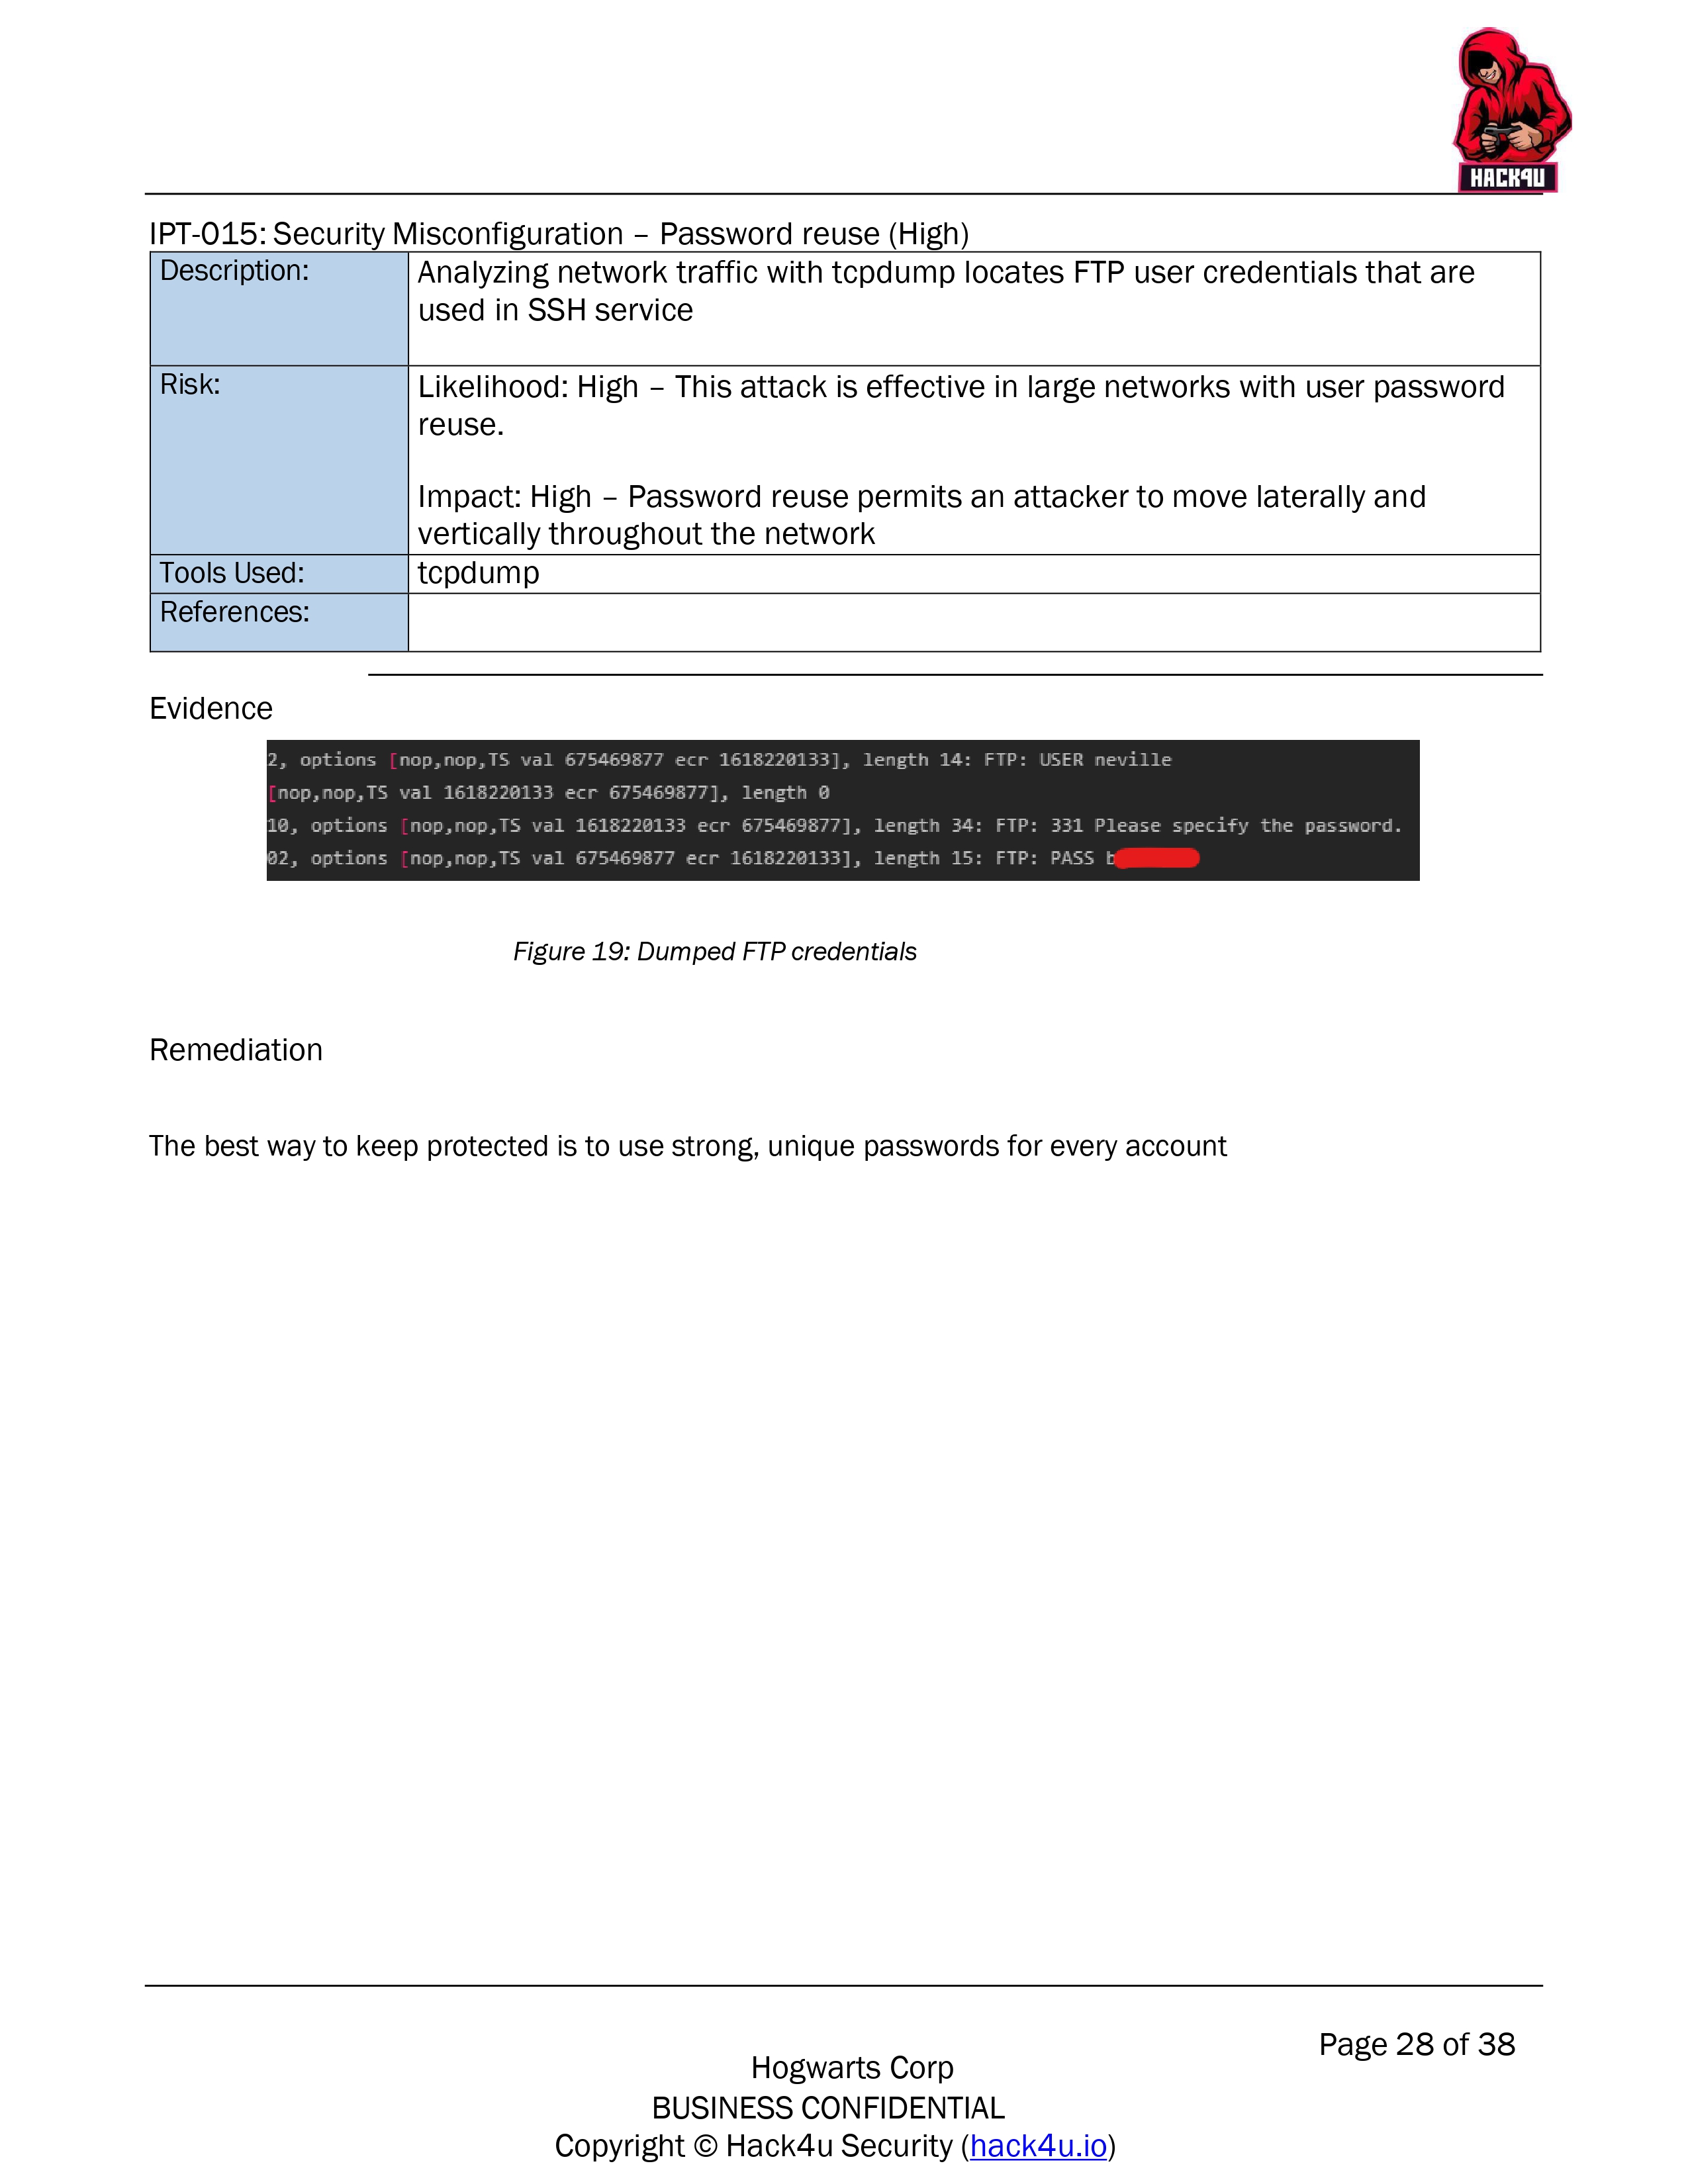 HACK4U
IPT-015: Security Misconfiguration – Password reuse (High)
Description:
Analyzing network traffic with tcpdump locates FTP user credentials that are
used in SSH service
Risk:
Likelihood: High – This attack is effective in large networks with user password
reuse.
Impact: High – Password reuse permits an attacker to move laterally and
vertically throughout the network
Tools Used:
tcpdump
References:
Evidence
2, options [nop,nop,TS val 675469877 ecr 1618220133], length 14: FTP: USER neville
[nop,nop,TS val 1618220133 ecr 675469877], length 0
10, options [nop,nop,TS val 1618220133 ecr 675469877], length 34: FTP: 331 Please specify the password.
02, options [nop,nop,TS val 675469877 ecr 1618220133], length 15: FTP: PASS b
Figure 19: Dumped FTP credentials
Remediation
The best way to keep protected is to use strong, unique passwords for every account
Page 28 of 38
Hogwarts Corp
BUSINESS CONFIDENTIAL
Copyright © Hack4u Security (hack4u.io)